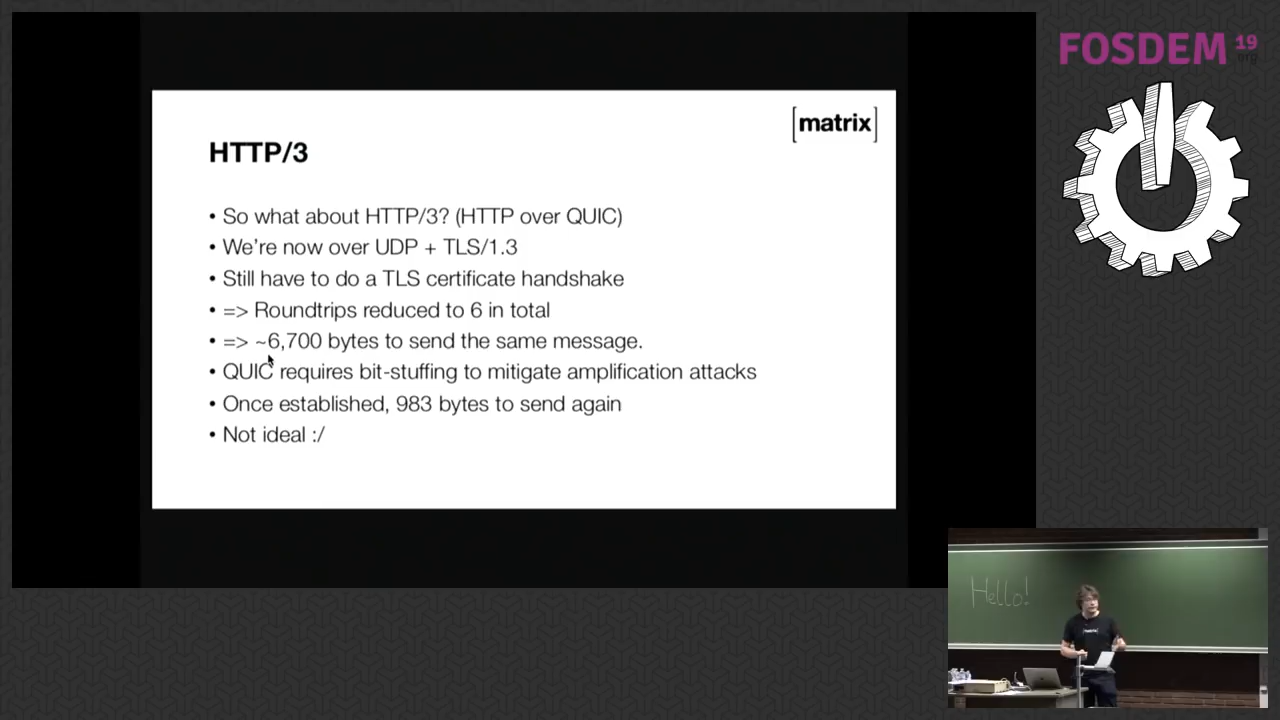 FOSDEM 19
.org
[matrix]
HTTP/3
• So what about HTTP/3? (HTTP over QUIC)
• We're now over UDP + TLS/1.3
• Still have to do a TLS certificate handshake
• => Roundtrips reduced to 6 in total
• => ~6,700 bytes to send the same message.
• QUIC requires bit-stuffing to mitigate amplification attacks
• Once established, 983 bytes to send again
• Not ideal :/
Hello!
[matrix]